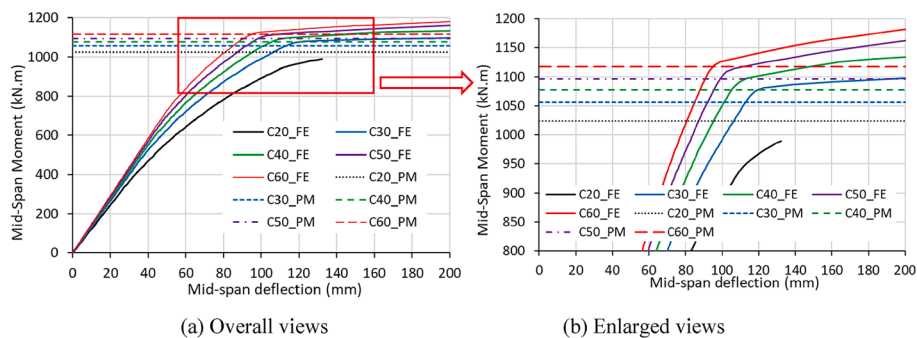 Mid-Span Moment (kN.m)
1200
1000
800
600
400
200
0
C20_FE C30_FE
C40_FE C50_FE
C60_FE C20_PM
C30_PM C40_PM
C50_PM C60_PM
0 20 40 60 80 100 120 140 160 180 200
Mid-span deflection (mm)
(a) Overall views
Mid-Span Moment (kN.m)
1200
1150
1100
1050
1000
950
900
850
800
C20_FE C30_FE C40_FE C50_FE
C60_FE C20_PM C30_PM C40_PM
C50_PM C60_PM
0 20 40 60 80 100 120 140 160 180 200
Mid-span deflection (mm)
(b) Enlarged views